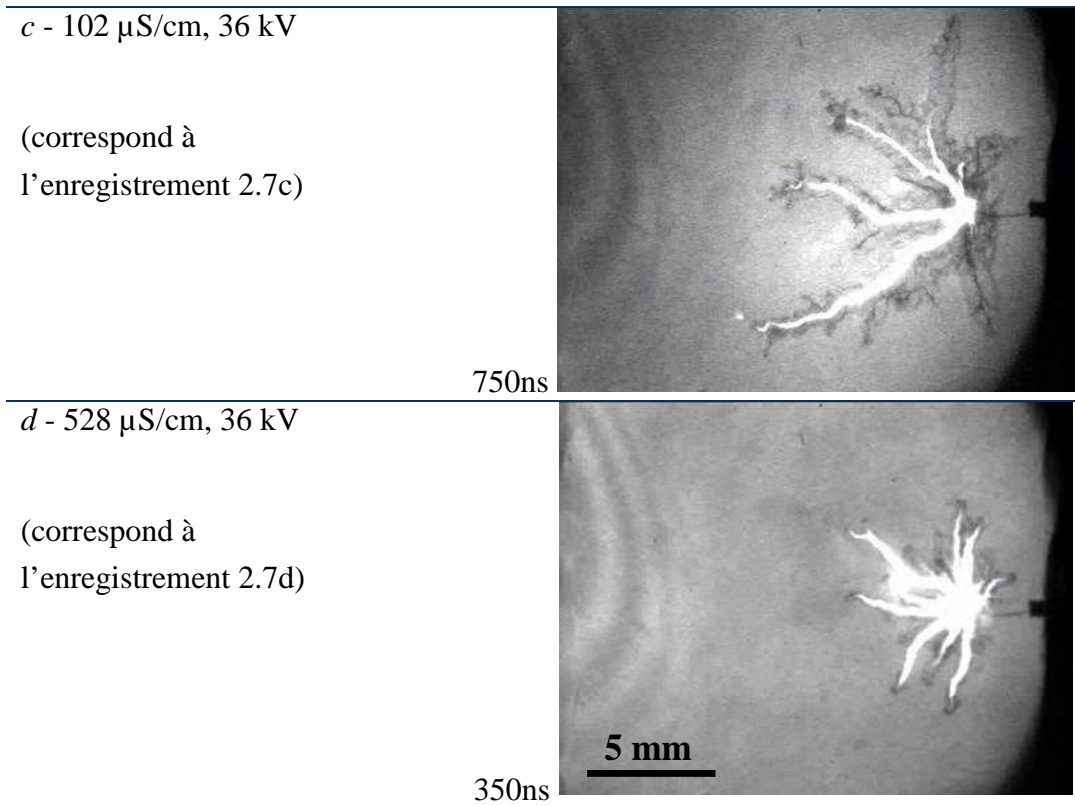 c - 102 µS/cm, 36 kV
(correspond à
l’enregistrement 2.7c)
750ns
d - 528 µS/cm, 36 kV
(correspond à
l’enregistrement 2.7d)
5 mm
350ns